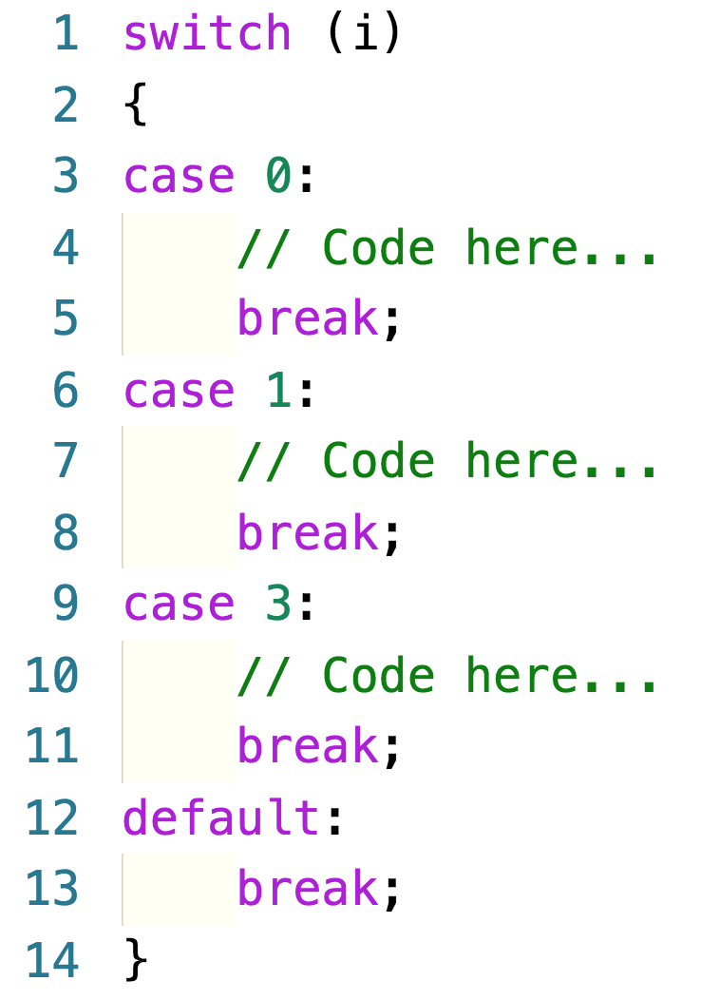 1 switch (i)
2 {
3 case 0:
4     // Code here...
5     break;
6 case 1:
7     // Code here...
8     break;
9 case 3:
10     // Code here...
11     break;
12 default:
13     break;
14 }